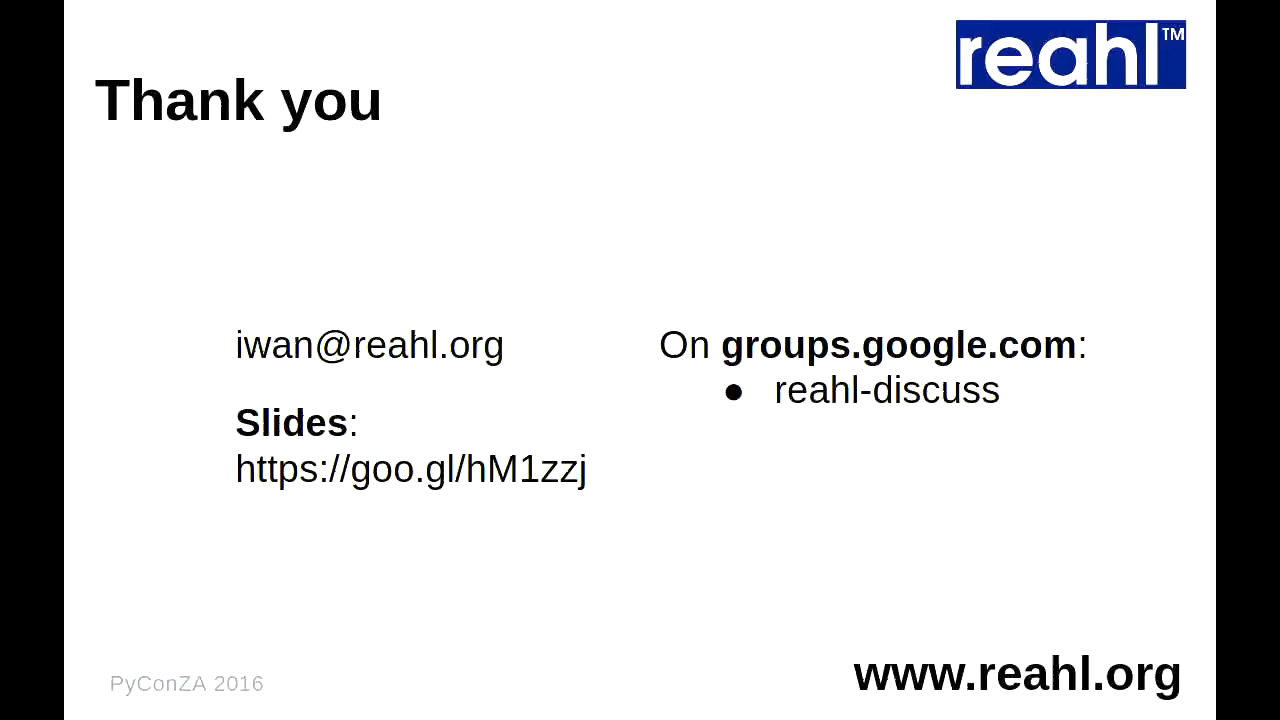 reahl™
Thank you
iwan@reahl.org
Slides:
https://goo.gl/hM1zzj
On groups.google.com:
● reahl-discuss
PyConZA 2016
www.reahl.org